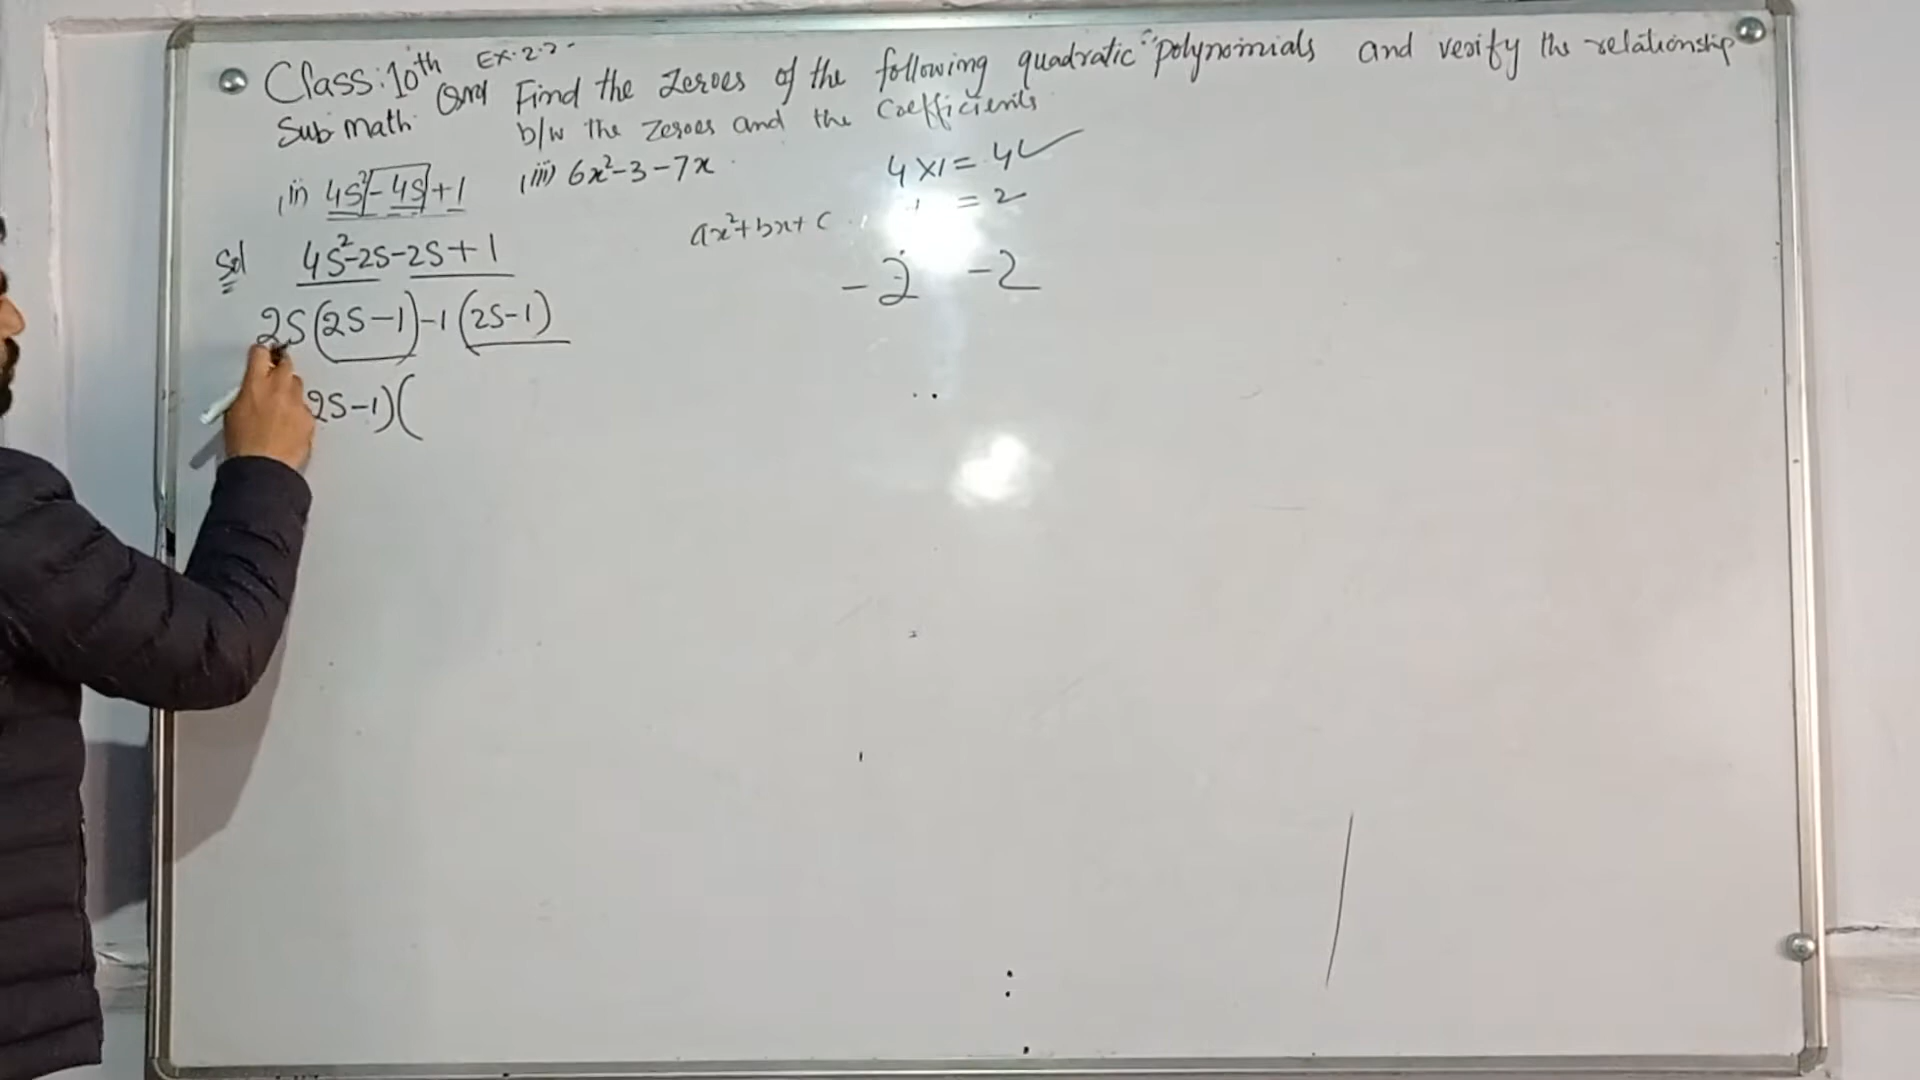 Class: 10th Ex. 2.2
Sub math Qn1 Find the zeroes of the following quadratic polynomials and verify the relationship
b/w the zeroes and the coefficients
(ii) 4S²-4S+1 (iii) 6x²-3-7x
4×1=4
=2
ax²+bx+c
Sol 4S²-2S-2S+1
-2 -2
2S(2S-1)-1(2S-1)
2S-1)(